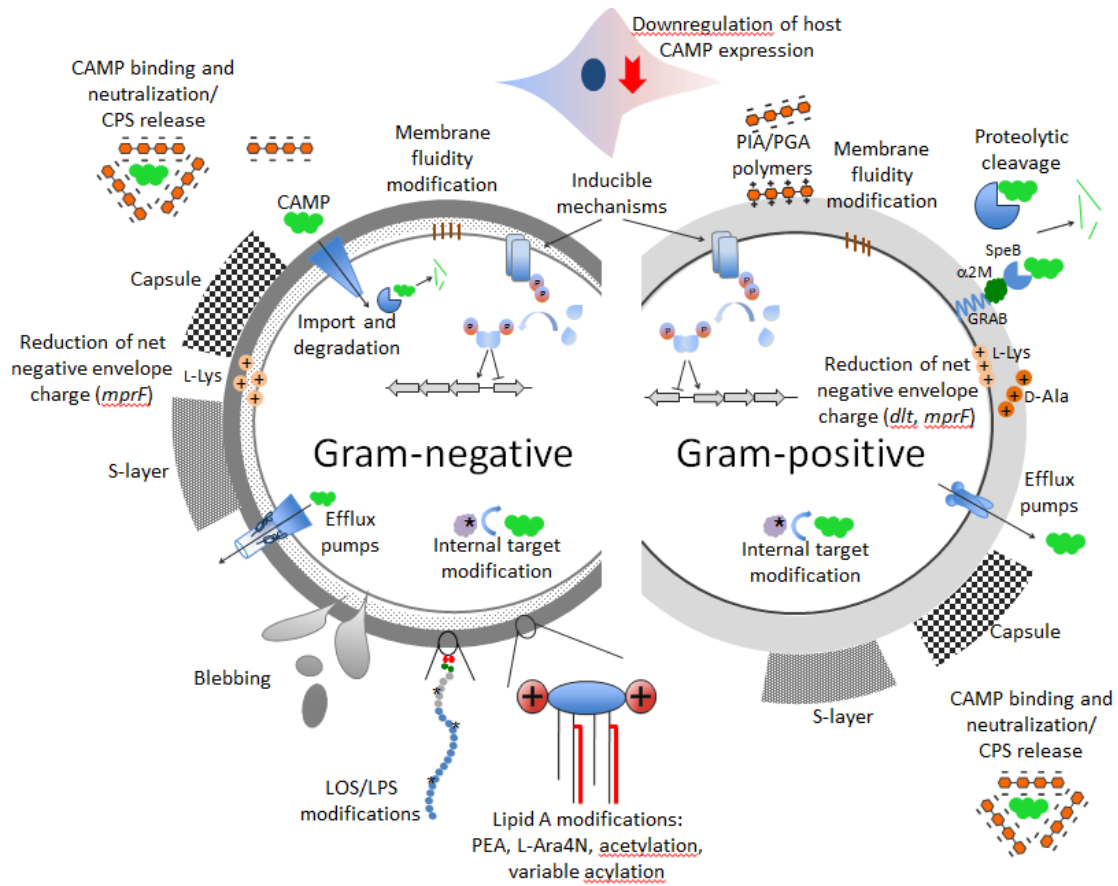 Downregulation of host
CAMP expression
CAMP binding and
neutralization/
CPS release
Membrane
fluidity
modification
Inducible
mechanisms
PIA/PGA
polymers
Membrane
fluidity
modification
Proteolytic
cleavage
CAMP
Capsule
Import and
degradation
P
P
P
P
P
P
P
P
SpeB
α2M
GRAB
Reduction of net
negative envelope
charge (mprF)
L-Lys
L-Lys
D-Ala
Reduction of net
negative envelope
charge (dlt, mprF)
S-layer
Gram-negative
Gram-positive
Efflux
pumps
Internal target
modification
Internal target
modification
Efflux
pumps
Capsule
S-layer
Blebbing
LOS/LPS
modifications
Lipid A modifications:
PEA, L-Ara4N, acetylation,
variable acylation
CAMP binding and
neutralization/
CPS release